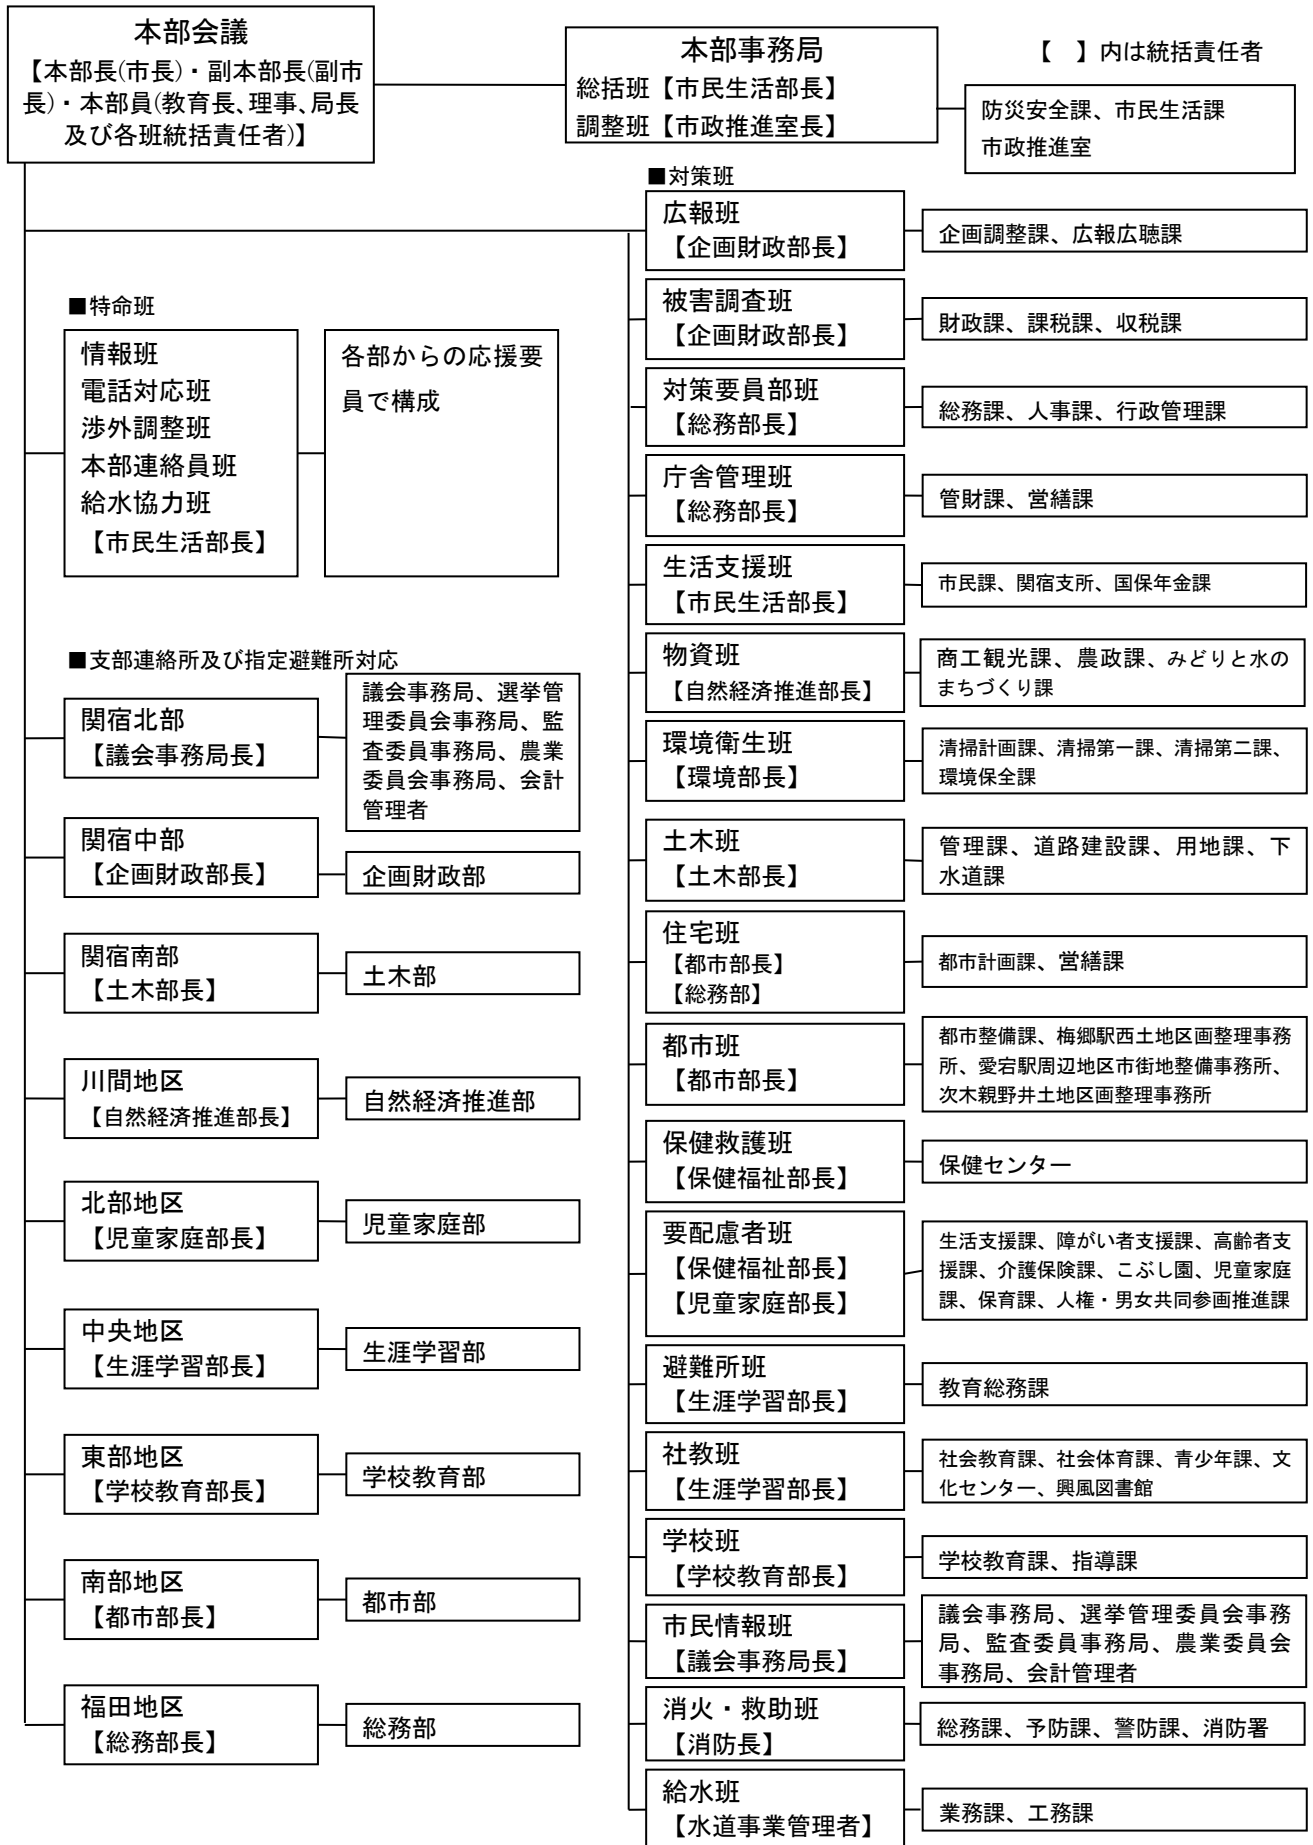 本部会議
【本部長(市長)・副本部長(副市
長)・本部員(教育長、理事、局長
及び各班統括責任者)】
本部事務局
総括班【市民生活部長】
調整班【市政推進室長】
【　】内は統括責任者
防災安全課、市民生活課
市政推進室
■特命班
情報班
電話対応班
渉外調整班
本部連絡員班
給水協力班
【市民生活部長】
各部からの応援要
員で構成
■支部連絡所及び指定避難所対応
関宿北部
【議会事務局長】
議会事務局、選挙管
理委員会事務局、監
査委員事務局、農業
委員会事務局、会計
管理者
関宿中部
【企画財政部長】
企画財政部
関宿南部
【土木部長】
土木部
川間地区
【自然経済推進部長】
自然経済推進部
北部地区
【児童家庭部長】
児童家庭部
中央地区
【生涯学習部長】
生涯学習部
東部地区
【学校教育部長】
学校教育部
南部地区
【都市部長】
都市部
福田地区
【総務部長】
総務部
■対策班
広報班
【企画財政部長】
企画調整課、広報広聴課
被害調査班
【企画財政部長】
財政課、課税課、収税課
対策要員部班
【総務部長】
総務課、人事課、行政管理課
庁舎管理班
【総務部長】
管財課、営繕課
生活支援班
【市民生活部長】
市民課、関宿支所、国保年金課
物資班
【自然経済推進部長】
商工観光課、農政課、みどりと水の
まちづくり課
環境衛生班
【環境部長】
清掃計画課、清掃第一課、清掃第二課、
環境保全課
土木班
【土木部長】
管理課、道路建設課、用地課、下
水道課
住宅班
【都市部長】
【総務部】
都市計画課、営繕課
都市班
【都市部長】
都市整備課、梅郷駅西土地区画整理事務
所、愛宕駅周辺地区市街地整備事務所、
次木親野井土地区画整理事務所
保健救護班
【保健福祉部長】
保健センター
要配慮者班
【保健福祉部長】
【児童家庭部長】
生活支援課、障がい者支援課、高齢者支
援課、介護保険課、こぶし園、児童家庭
課、保育課、人権・男女共同参画推進課
避難所班
【生涯学習部長】
教育総務課
社教班
【生涯学習部長】
社会教育課、社会体育課、青少年課、文
化センター、興風図書館
学校班
【学校教育部長】
学校教育課、指導課
市民情報班
【議会事務局長】
議会事務局、選挙管理委員会事務
局、監査委員事務局、農業委員会
事務局、会計管理者
消火・救助班
【消防長】
総務課、予防課、警防課、消防署
給水班
【水道事業管理者】
業務課、工務課